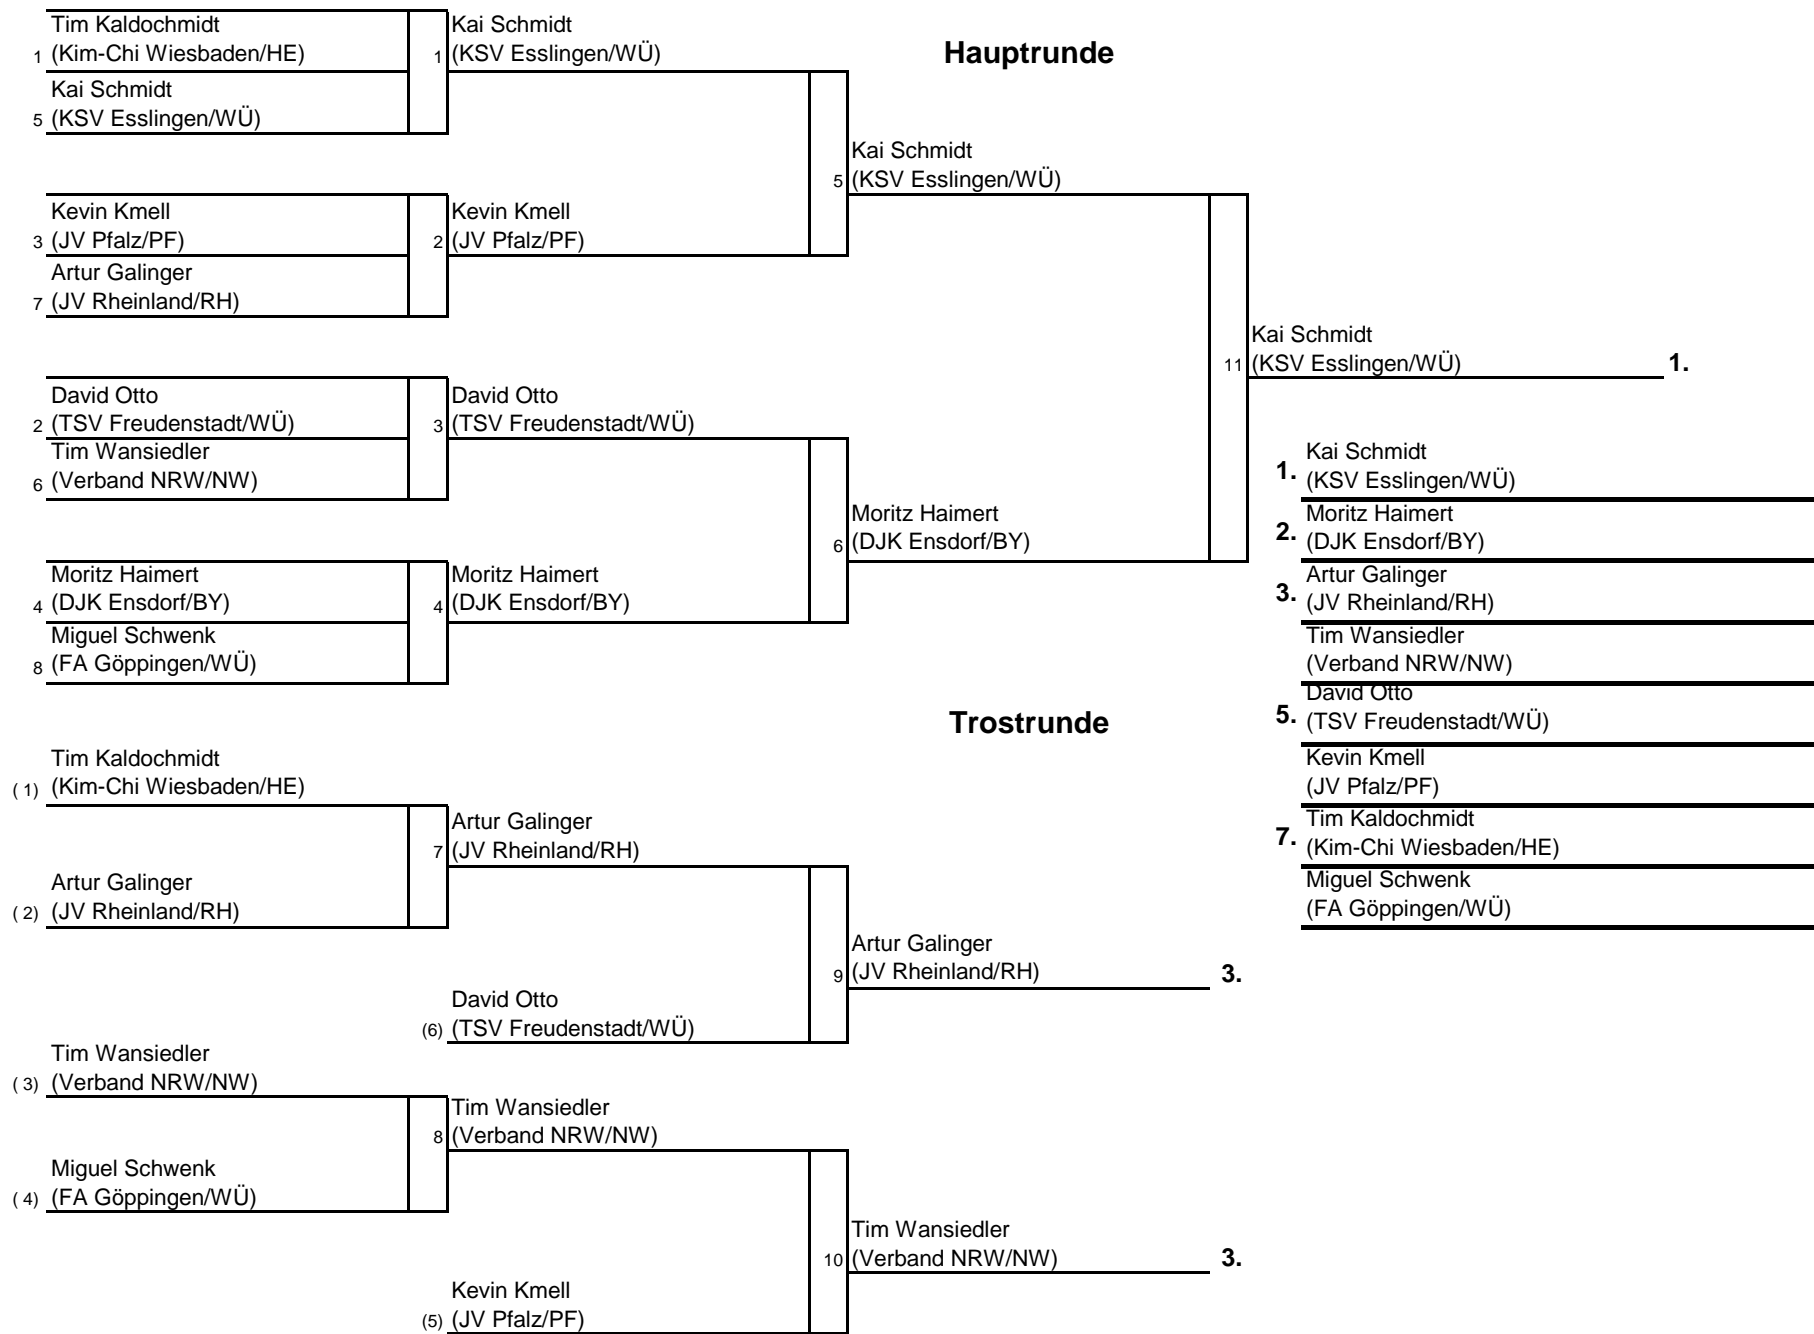 Hauptrunde
Tim Kaldochmidt
1 (Kim-Chi Wiesbaden/HE)
Kai Schmidt
5 (KSV Esslingen/WÜ)
Kevin Kmell
3 (JV Pfalz/PF)
Artur Galinger
7 (JV Rheinland/RH)
David Otto
2 (TSV Freudenstadt/WÜ)
Tim Wansiedler
6 (Verband NRW/NW)
Moritz Haimert
4 (DJK Ensdorf/BY)
Miguel Schwenk
8 (FA Göppingen/WÜ)
Kai Schmidt
1 (KSV Esslingen/WÜ)
Kevin Kmell
2 (JV Pfalz/PF)
David Otto
3 (TSV Freudenstadt/WÜ)
Moritz Haimert
4 (DJK Ensdorf/BY)
Kai Schmidt
5 (KSV Esslingen/WÜ)
Moritz Haimert
6 (DJK Ensdorf/BY)
Kai Schmidt
11 (KSV Esslingen/WÜ) 1.
Kai Schmidt
1. (KSV Esslingen/WÜ)
Moritz Haimert
2. (DJK Ensdorf/BY)
Artur Galinger
3. (JV Rheinland/RH)
Tim Wansiedler
(Verband NRW/NW)
David Otto
5. (TSV Freudenstadt/WÜ)
Kevin Kmell
(JV Pfalz/PF)
Tim Kaldochmidt
7. (Kim-Chi Wiesbaden/HE)
Miguel Schwenk
(FA Göppingen/WÜ)
Trostrunde
Tim Kaldochmidt
( 1) (Kim-Chi Wiesbaden/HE)
Artur Galinger
( 2) (JV Rheinland/RH)
Tim Wansiedler
( 3) (Verband NRW/NW)
Miguel Schwenk
( 4) (FA Göppingen/WÜ)
Artur Galinger
7 (JV Rheinland/RH)
David Otto
(6) (TSV Freudenstadt/WÜ)
Tim Wansiedler
8 (Verband NRW/NW)
Kevin Kmell
(5) (JV Pfalz/PF)
Artur Galinger
9 (JV Rheinland/RH) 3.
Tim Wansiedler
10 (Verband NRW/NW) 3.